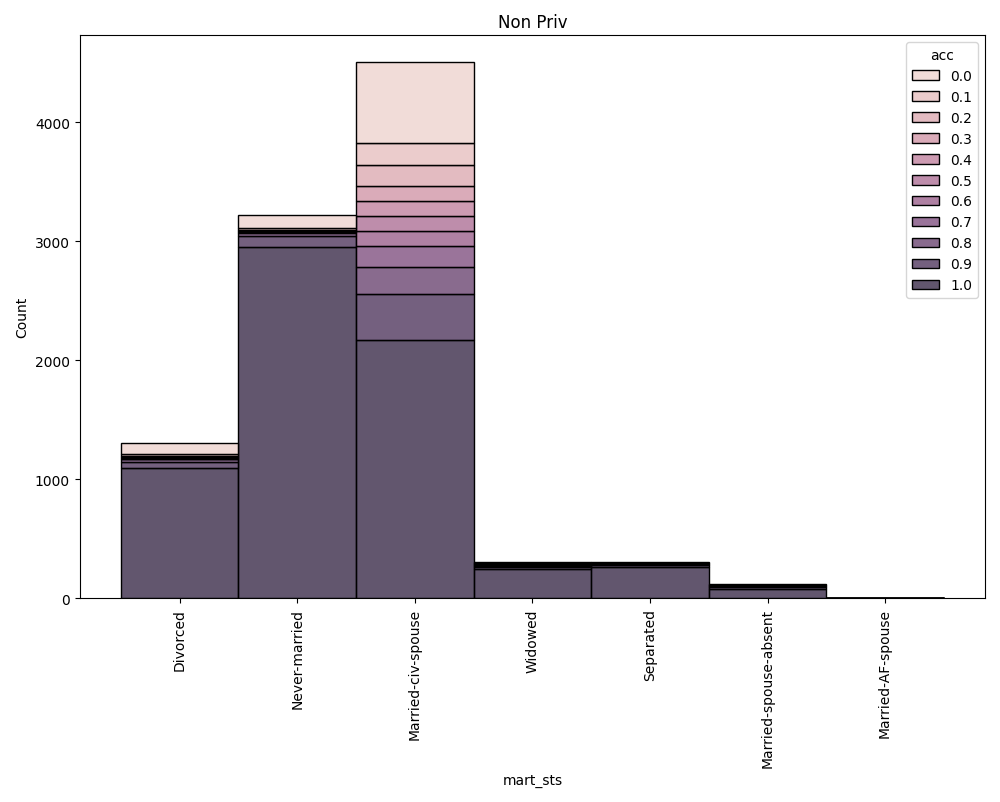 Non Priv
acc
0.0
0.1
0.2
0.3
0.4
0.5
0.6
0.7
0.8
0.9
1.0
Count
4000
3000
2000
1000
0
Divorced
Never-married
Married-civ-spouse
Widowed
Separated
Married-spouse-absent
Married-AF-spouse
mart_sts